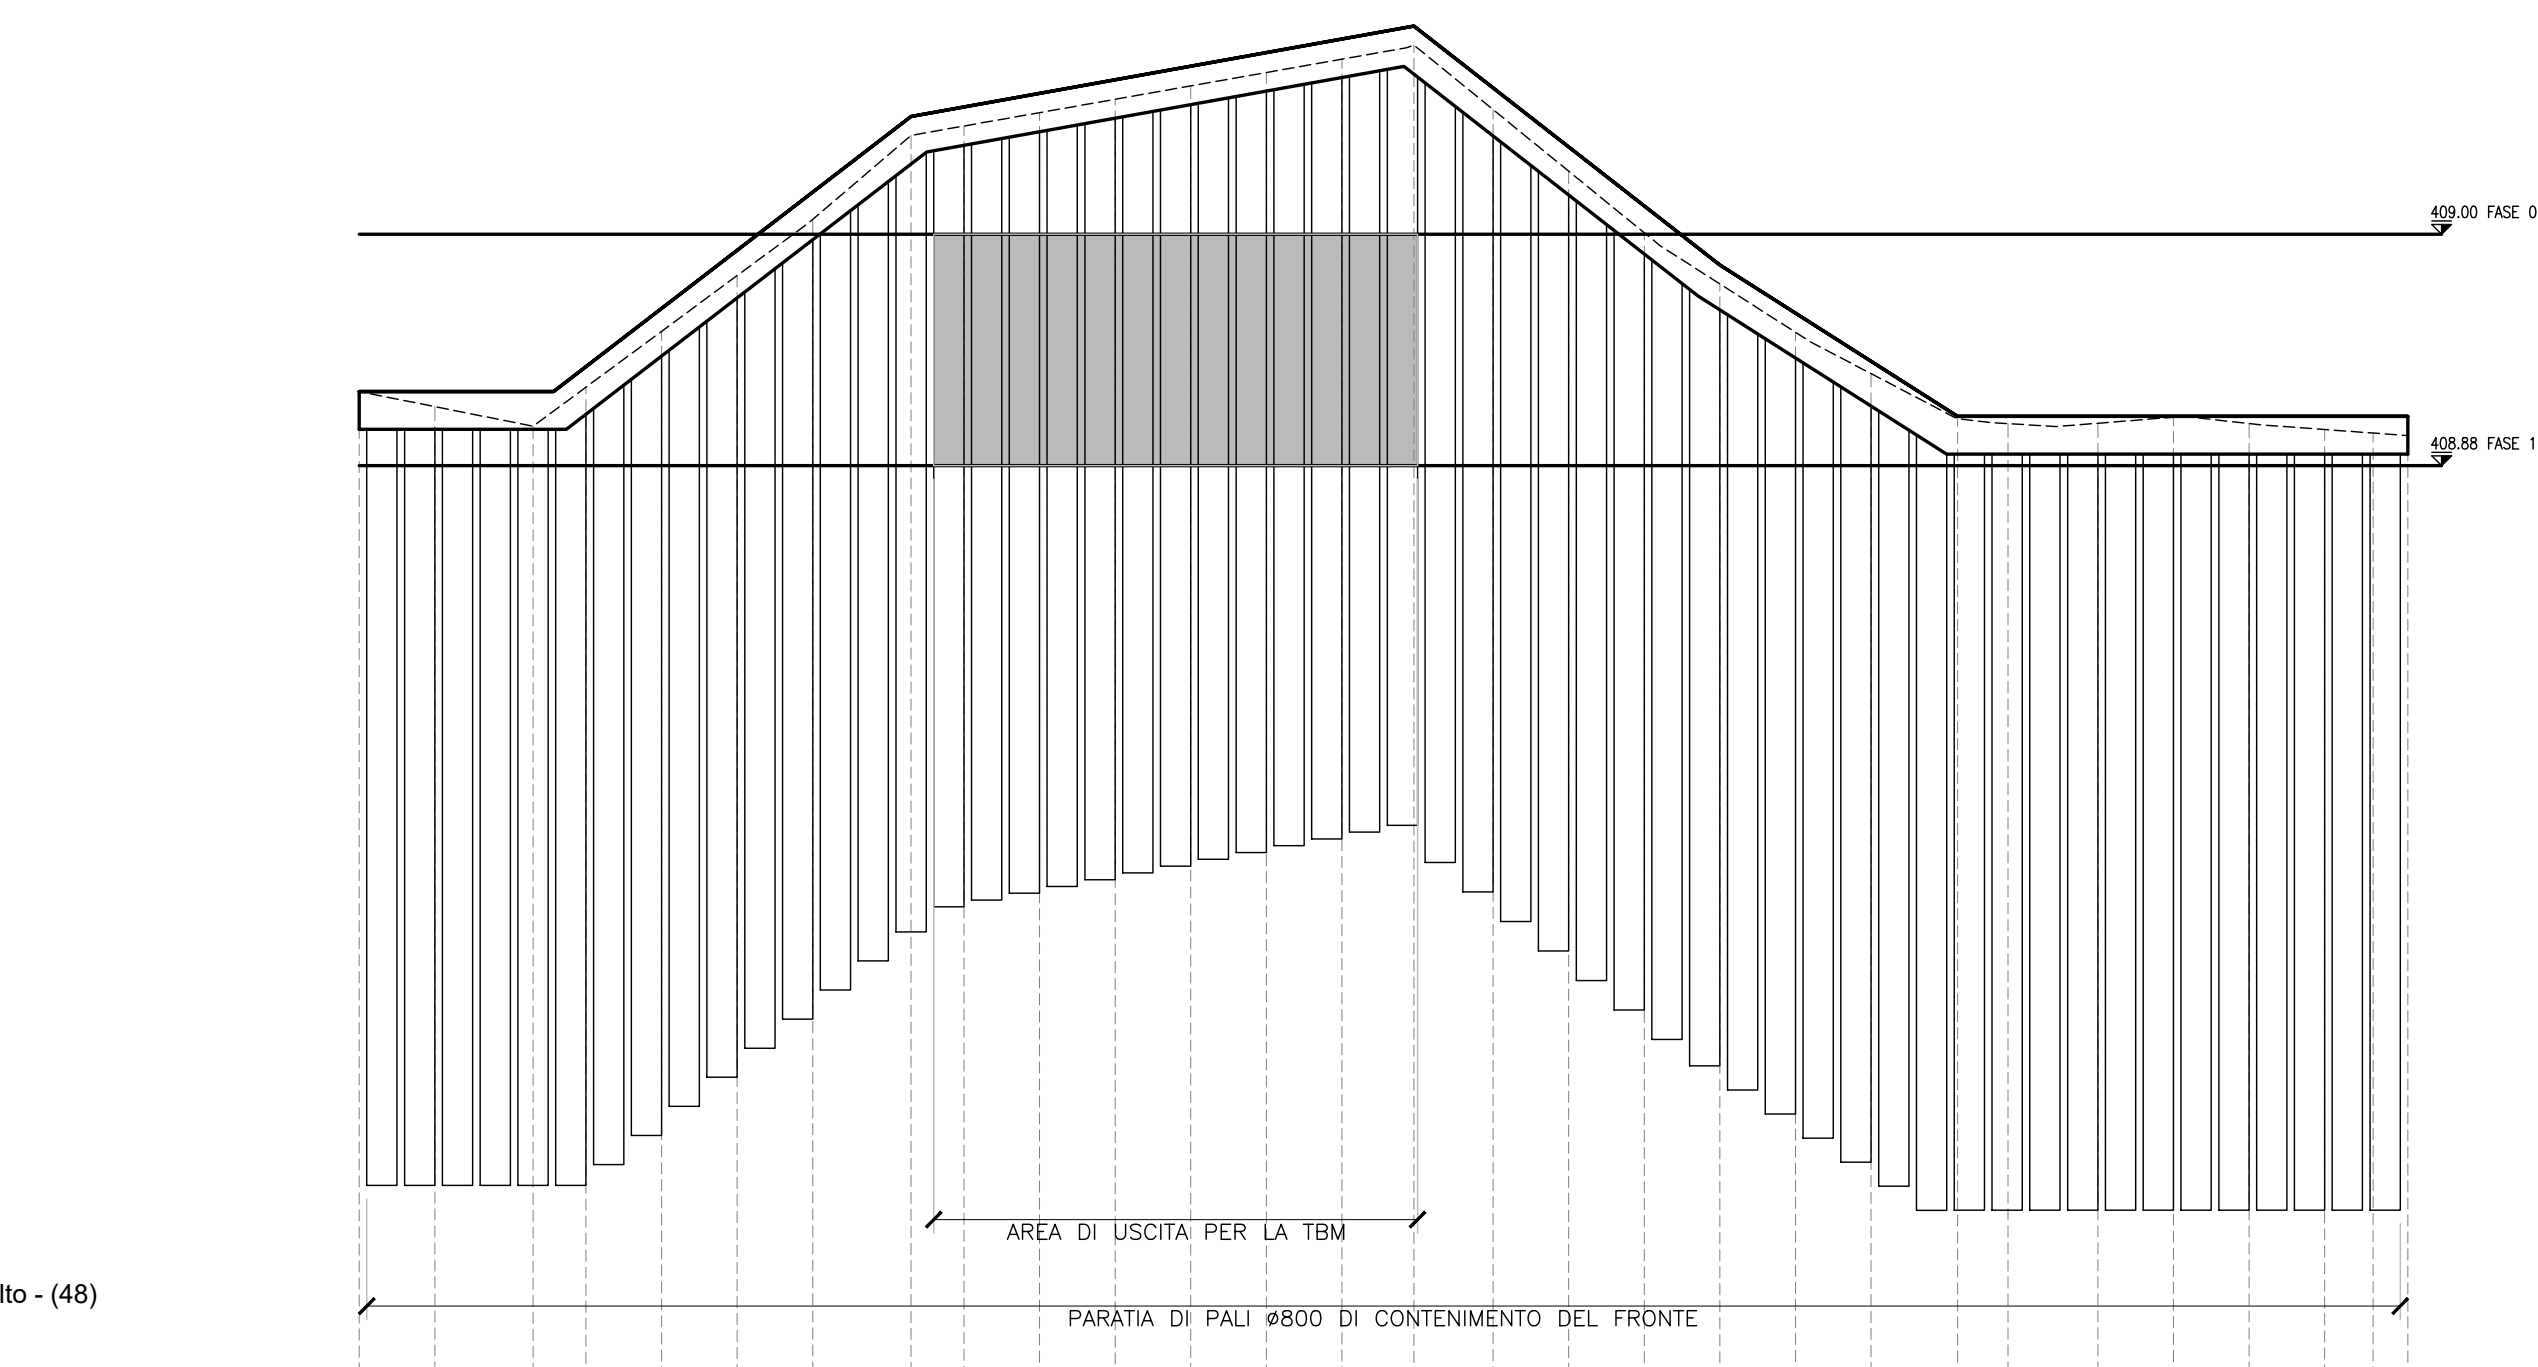 409.00 FASE 0
408.88 FASE 1
AREA DI USCITA PER LA TBM
lto - (48)
PARATIA DI PALI Ø800 DI CONTENIMENTO DEL FRONTE